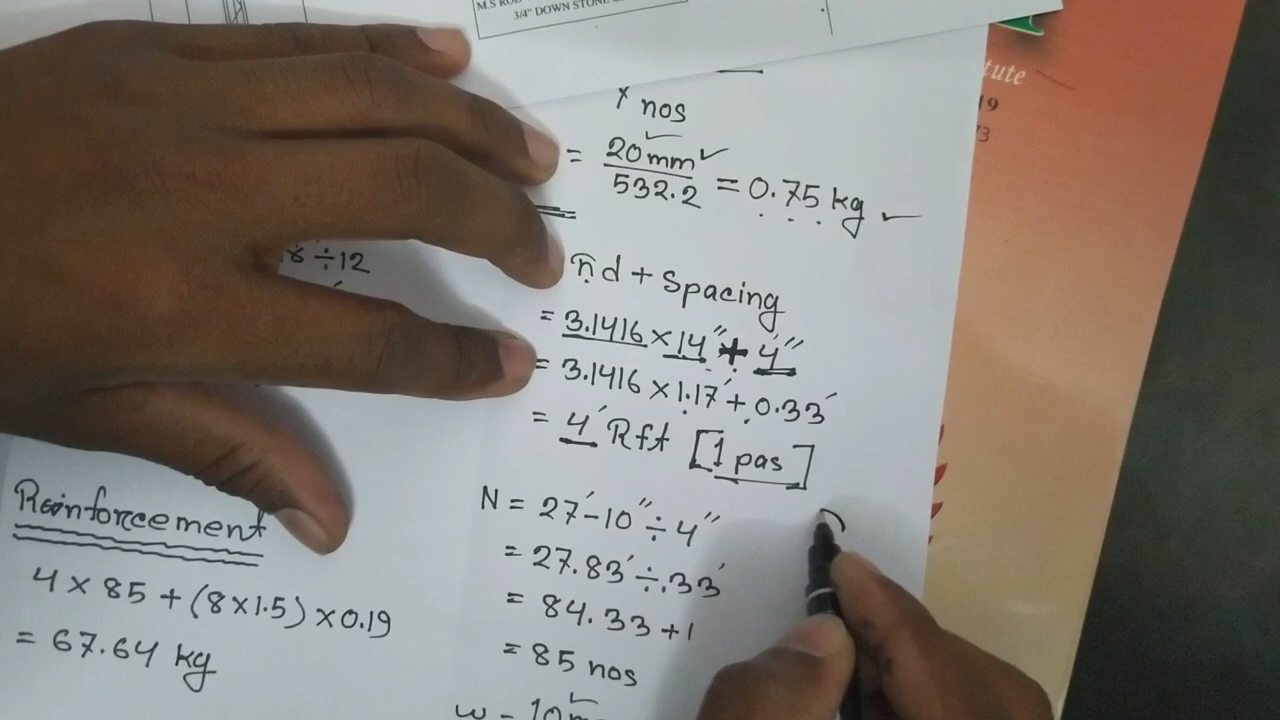 3/4" DOWN STONE
tute
19
3
× nos
= 20mm / 532.2 = 0.75 kg
8 ÷ 12
πd + Spacing
= 3.1416 × 14" + 4"
= 3.1416 × 1.17' + 0.33'
= 4' Rft [1 pas]
N = 27'-10" ÷ 4"
= 27.83' ÷ .33'
= 84.33 + 1
= 85 nos
Reinforcement
4 × 85 + (8×1.5) × 0.19
= 67.64 kg